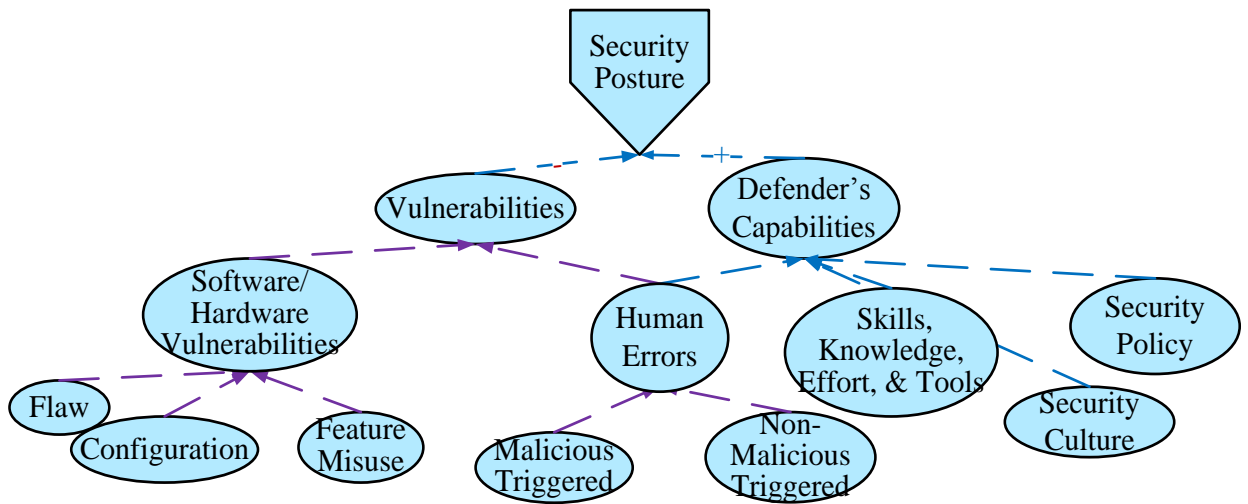 Security
Posture
-
+
Vulnerabilities
Defender’s
Capabilities
Software/
Hardware
Vulnerabilities
Human
Errors
Skills,
Knowledge,
Effort, & Tools
Security
Policy
Flaw
Configuration
Feature
Misuse
Malicious
Triggered
Non-
Malicious
Triggered
Security
Culture